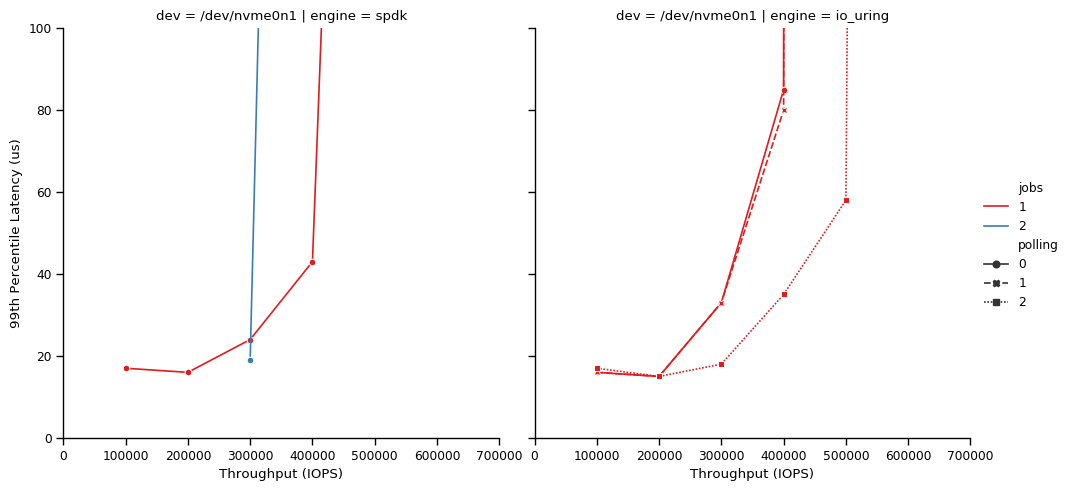 dev = /dev/nvme0n1 | engine = spdk
dev = /dev/nvme0n1 | engine = io_uring
100
80
60
40
20
0
99th Percentile Latency (us)
0 100000 200000 300000 400000 500000 600000 700000
0 100000 200000 300000 400000 500000 600000 700000
Throughput (IOPS)
Throughput (IOPS)
jobs
1
2
polling
0
1
2